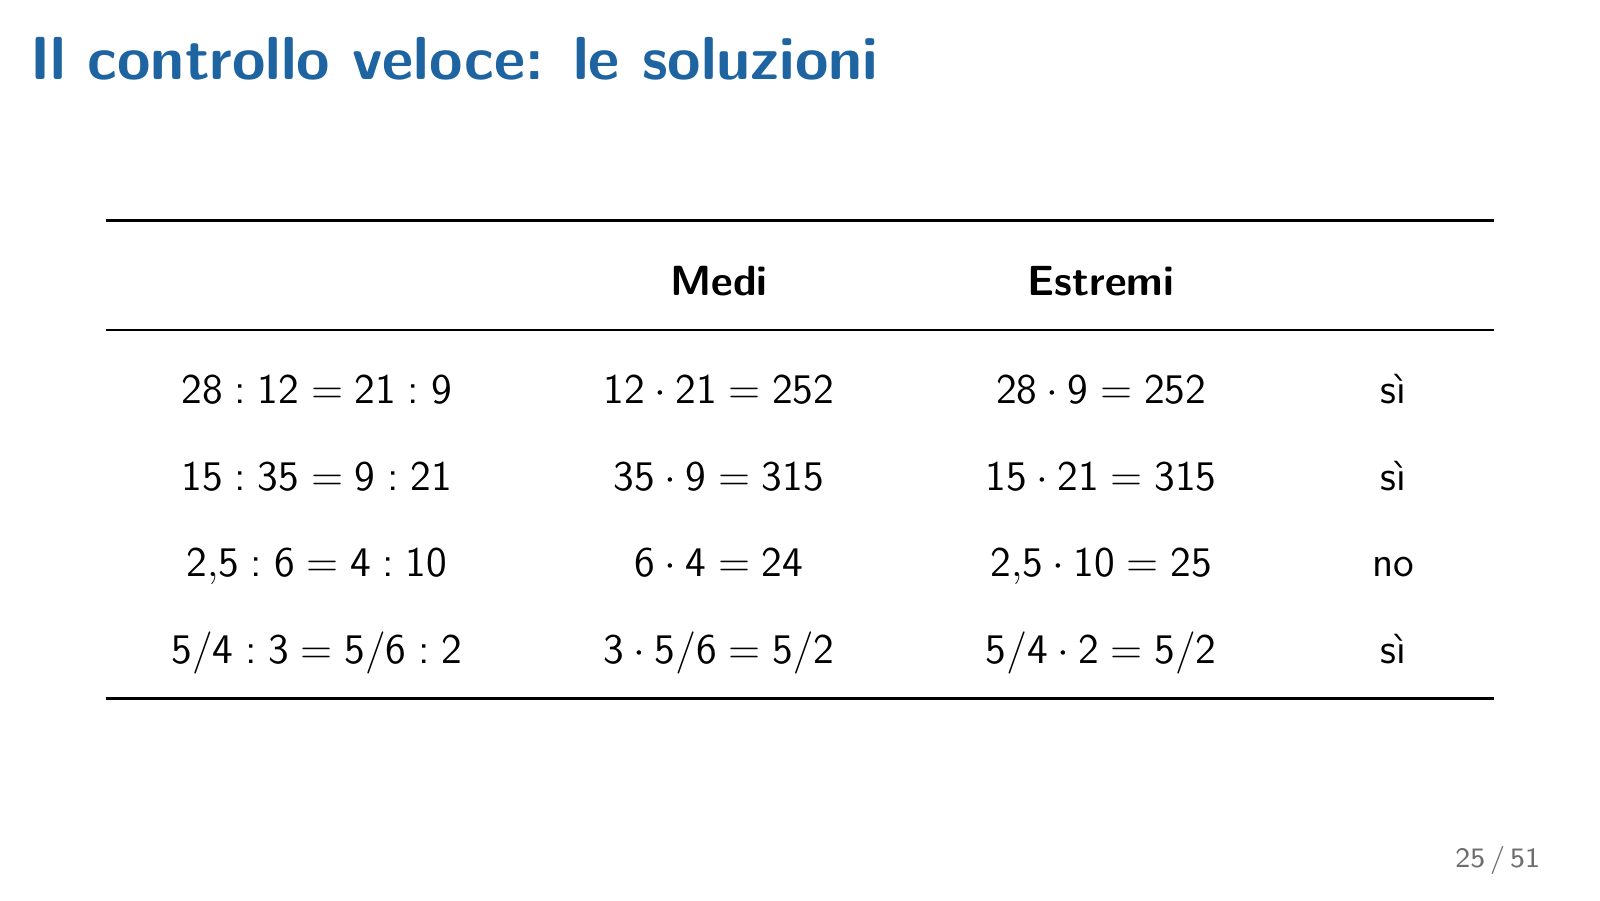 Il controllo veloce: le soluzioni
Medi Estremi
28 : 12 = 21 : 9 12 · 21 = 252 28 · 9 = 252 sì
15 : 35 = 9 : 21 35 · 9 = 315 15 · 21 = 315 sì
2,5 : 6 = 4 : 10 6 · 4 = 24 2,5 · 10 = 25 no
5/4 : 3 = 5/6 : 2 3 · 5/6 = 5/2 5/4 · 2 = 5/2 sì
25 / 51